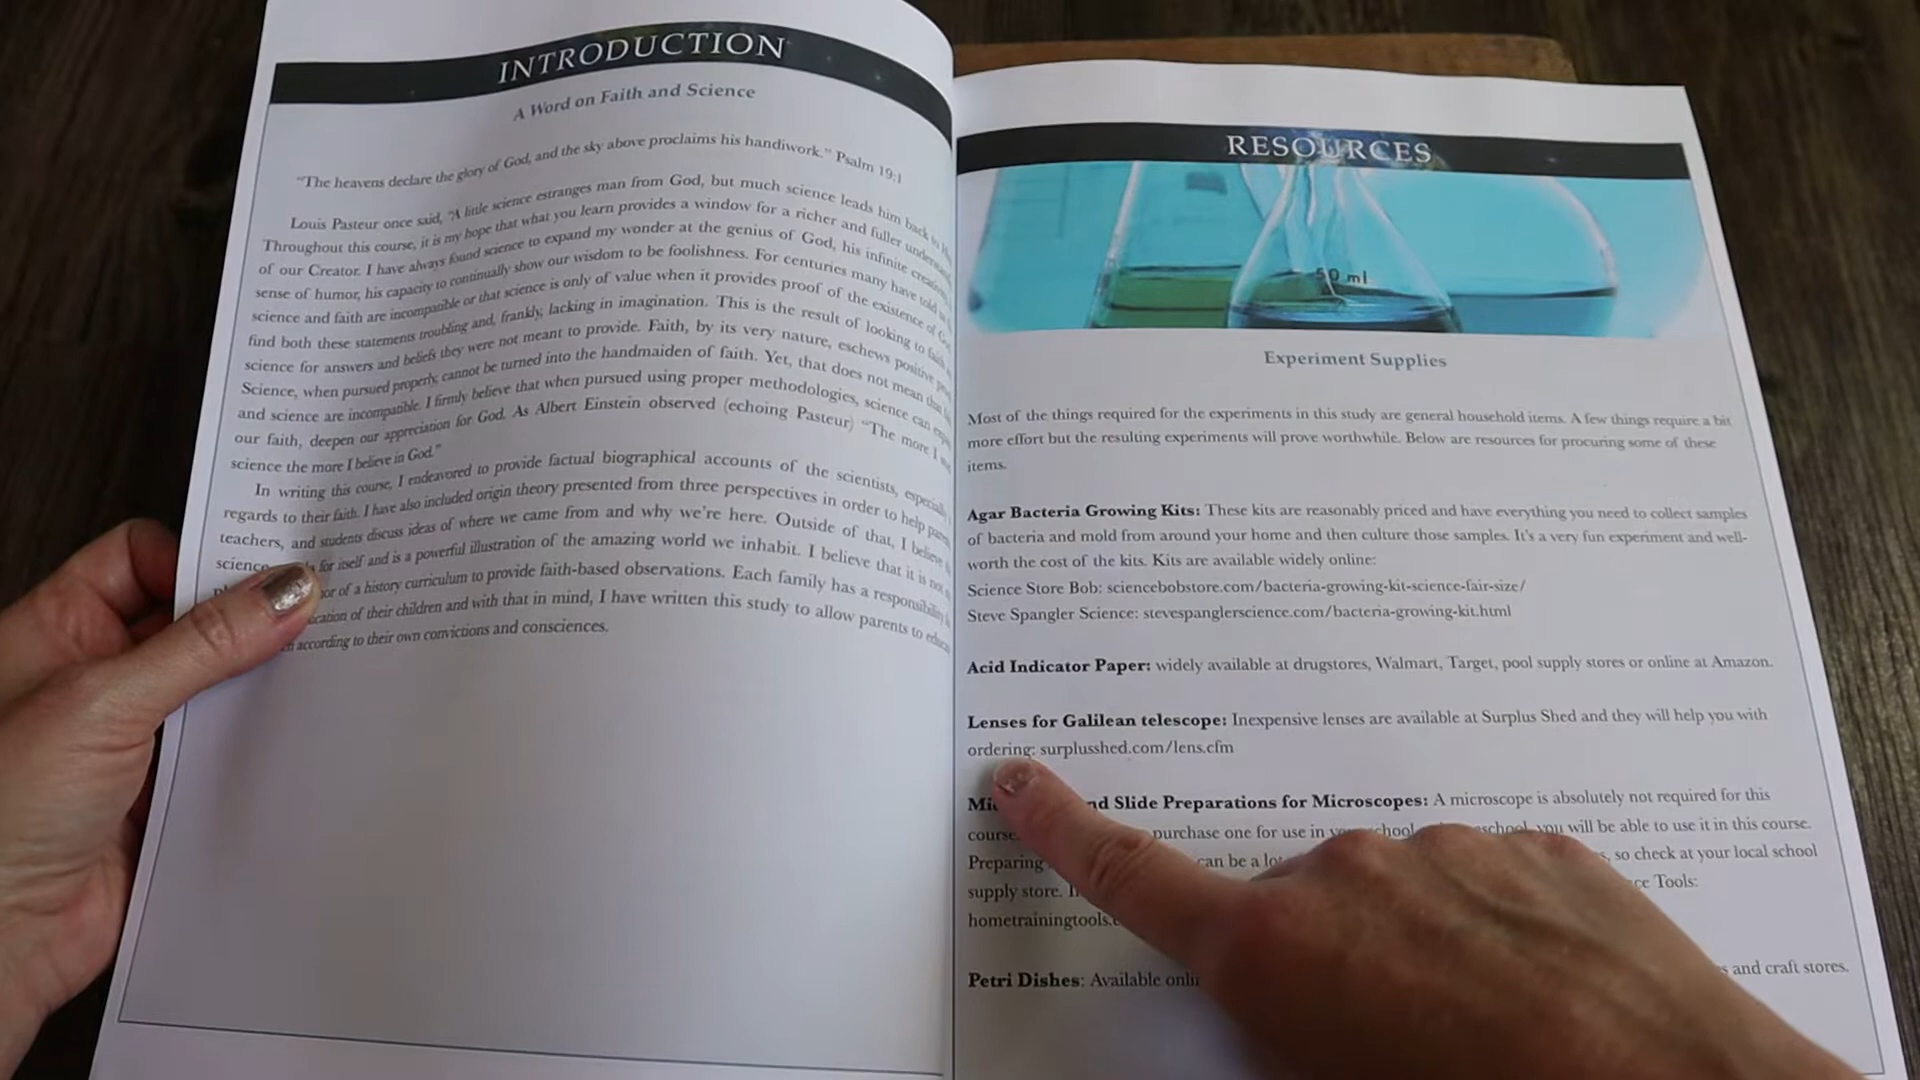 INTRODUCTION
A Word on Faith and Science
"The heavens declare the glory of God, and the sky above proclaims his handiwork." Psalm 19:1
Louis Pasteur once said, "A little science estranges man from God, but much science leads him back to
Throughout this course, it is my hope that what you learn provides a window for a richer and fuller
of our Creator. I have always found science to expand my wonder at the genius of God, his infinite
sense of humor, his capacity to continually show our wisdom to be foolishness. For centuries many have told
science and faith are incompatible or that science is only of value when it provides proof of the existence of
find both these statements troubling and, frankly, lacking in imagination. This is the result of looking to faith
science for answers and beliefs they were not meant to provide. Faith, by its very nature, eschews positive
Science, when pursued properly, cannot be turned into the handmaiden of faith. Yet, that does not mean that
and science are incompatible. I firmly believe that when pursued using proper methodologies, science can
our faith, deepen our appreciation for God. As Albert Einstein observed (echoing Pasteur) "The more I
science the more I believe in God."
In writing this course, I endeavored to provide factual biographical accounts of the scientists, especially
regards to their faith. I have also included origin theory presented from three perspectives in order to help
teachers, and students discuss ideas of where we came from and why we're here. Outside of that, I believe
science for itself and is a powerful illustration of the amazing world we inhabit. I believe that it is not
of a history curriculum to provide faith-based observations. Each family has a responsibility
of their children and with that in mind, I have written this study to allow parents to
according to their own convictions and consciences.
RESOURCES
50 ml
Experiment Supplies
Most of the things required for the experiments in this study are general household items. A few things require a bit
more effort but the resulting experiments will prove worthwhile. Below are resources for procuring some of these
items.
Agar Bacteria Growing Kits: These kits are reasonably priced and have everything you need to collect samples
of bacteria and mold from around your home and then culture those samples. It's a very fun experiment and well-
worth the cost of the kits. Kits are available widely online:
Science Store Bob: sciencebobstore.com/bacteria-growing-kit-science-fair-size/
Steve Spangler Science: stevespanglerscience.com/bacteria-growing-kit.html
Acid Indicator Paper: widely available at drugstores, Walmart, Target, pool supply stores or online at Amazon.
Lenses for Galilean telescope: Inexpensive lenses are available at Surplus Shed and they will help you with
ordering: surplusshed.com/lens.cfm
Slide Preparations for Microscopes: A microscope is absolutely not required for this
purchase one for use in you will be able to use it in this course.
Preparing can be a so check at your local school
supply store. Tools:
hometrainingtools.
Petri Dishes: Available and craft stores.